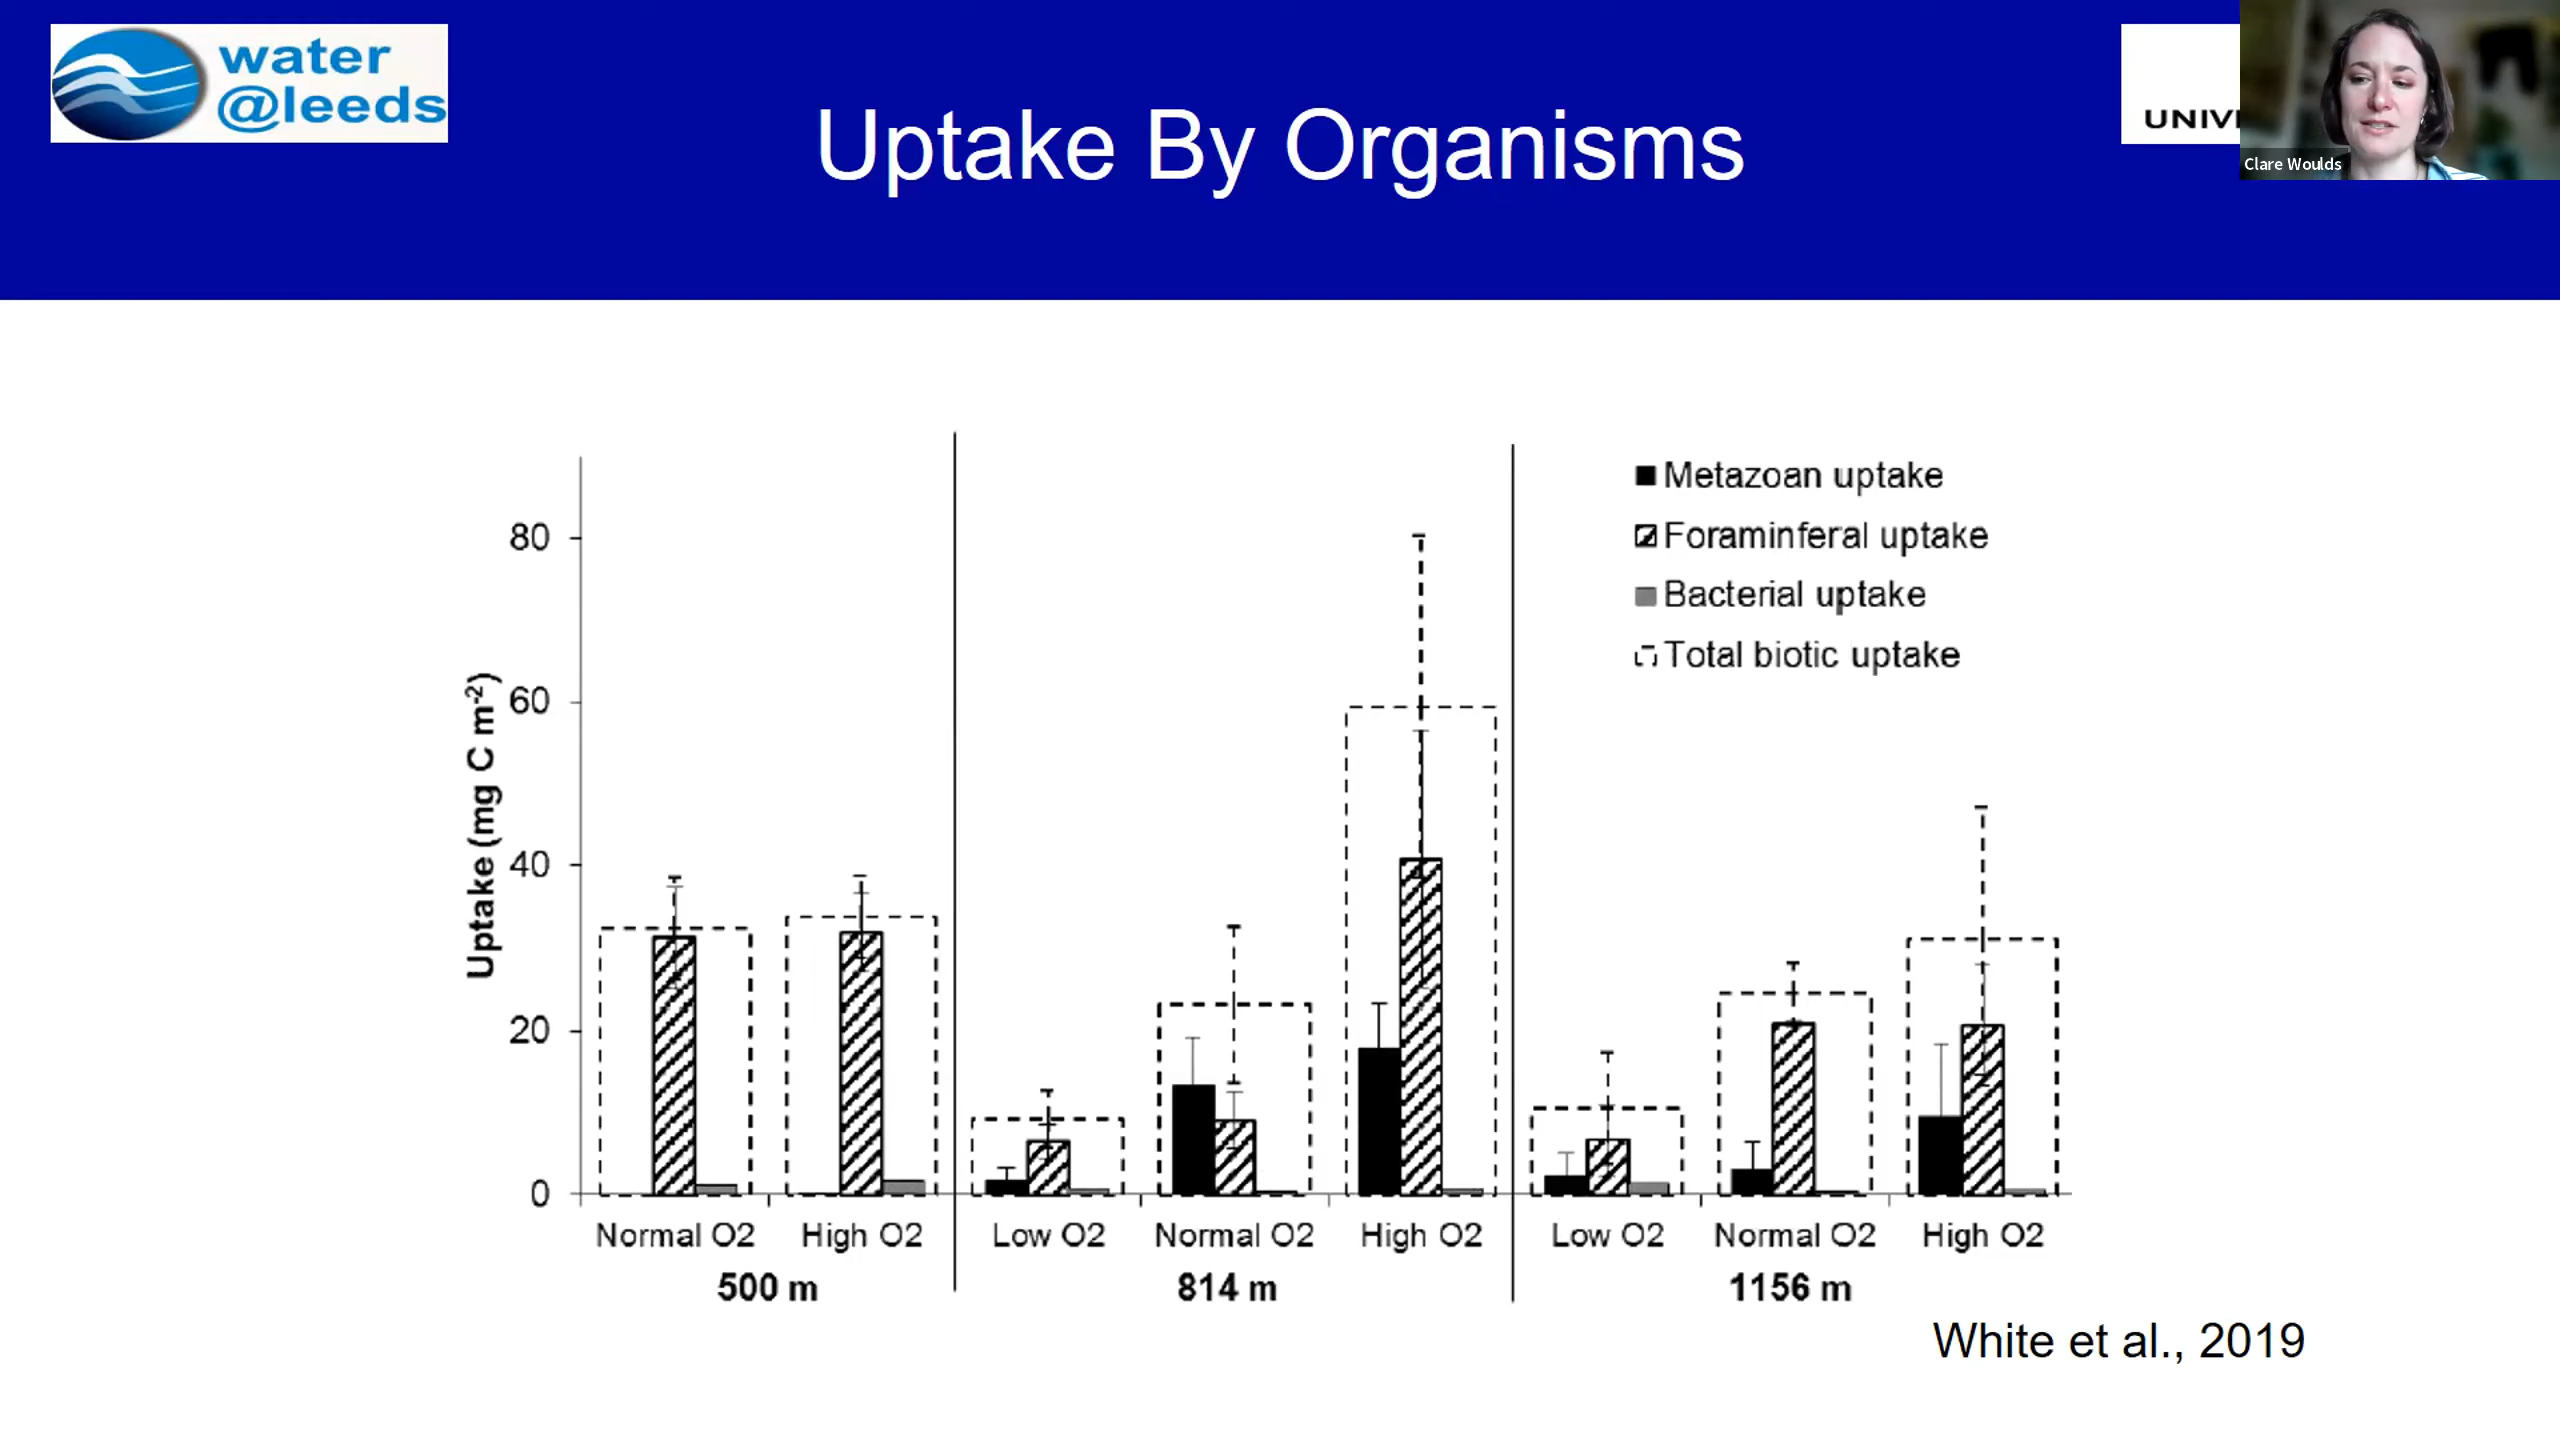 water
@leeds
Uptake By Organisms
UNIV
Clare Woulds
Metazoan uptake
Foraminferal uptake
Bacterial uptake
Total biotic uptake
Uptake (mg C m-2)
80
60
40
20
0
Normal O2 High O2 Low O2 Normal O2 High O2 Low O2 Normal O2 High O2
500 m 814 m 1156 m
White et al., 2019